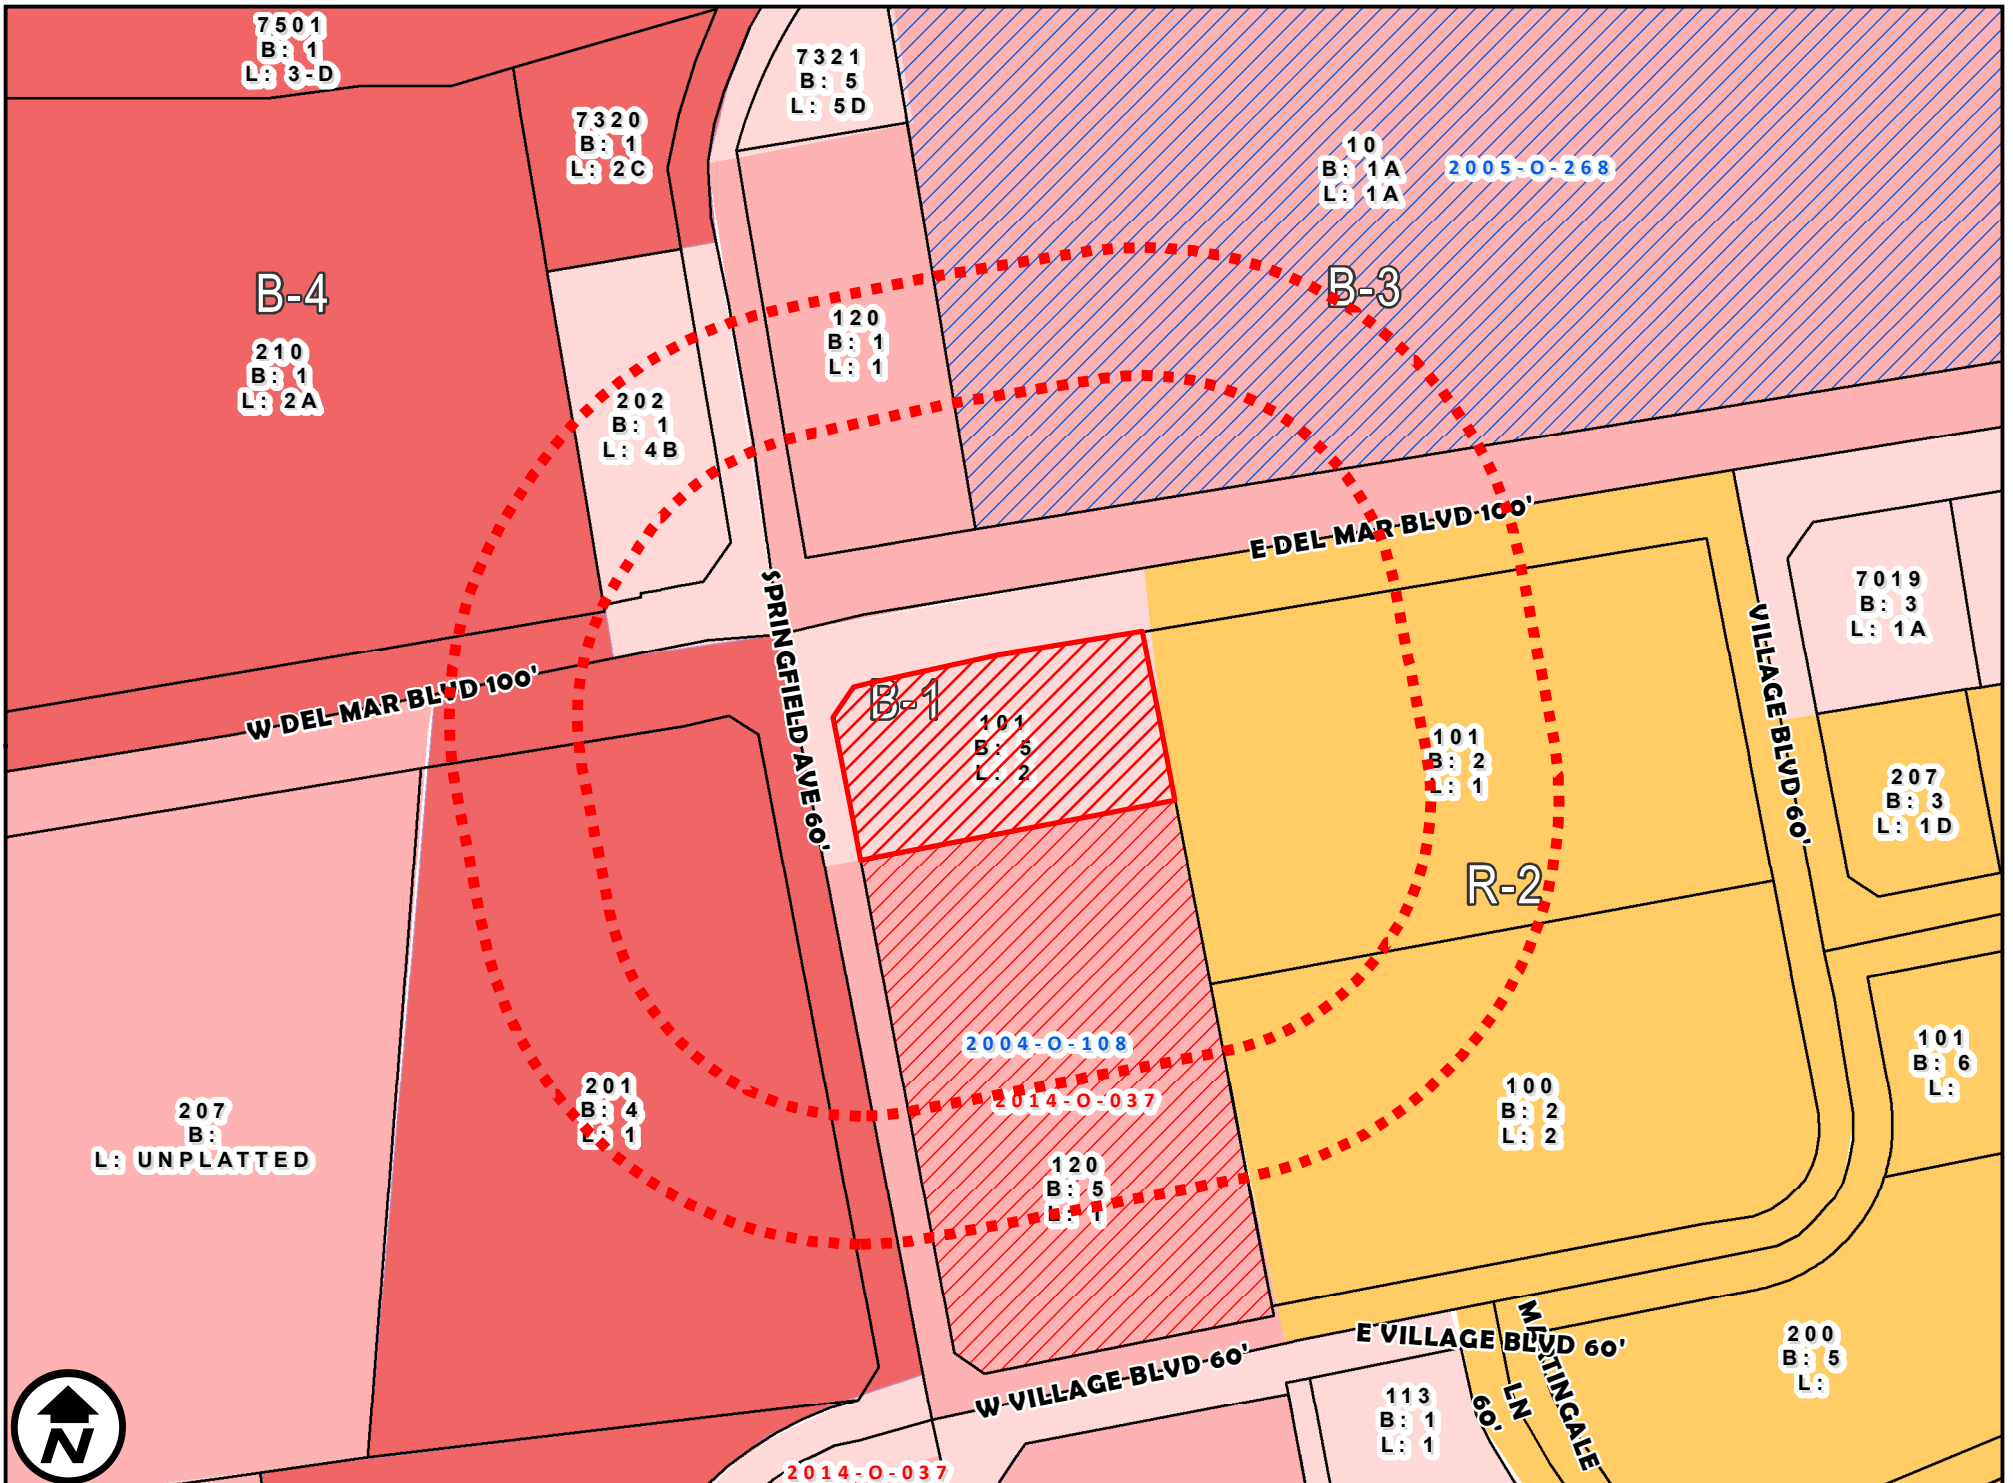 7501
B: 1
L: 3-D
7321
B: 5
L: 5D
7320
B: 1
L: 2C
10
B: 1A
L: 1A
2005-O-268
B-4
B-3
210
B: 1
L: 2A
120
B: 1
L: 1
202
B: 1
L: 4B
E DEL MAR BLVD 100'
SPRINGFIELD AVE 60'
7019
B: 3
L: 1A
VILLAGE BLVD 60'
W DEL MAR BLVD 100'
B-1
101
B: 5
L: 2
101
B: 2
L: 1
207
B: 3
L: 1D
R-2
2004-O-108
2014-O-037
101
B: 6
L:
201
B: 4
L: 1
100
B: 2
L: 2
207
B:
L: UNPLATTED
120
B: 5
L: 1
E VILLAGE BLVD 60'
MARTINGALE
LN
60'
200
B: 5
L:
W VILLAGE BLVD 60'
113
B: 1
L: 1
N
2014-O-037